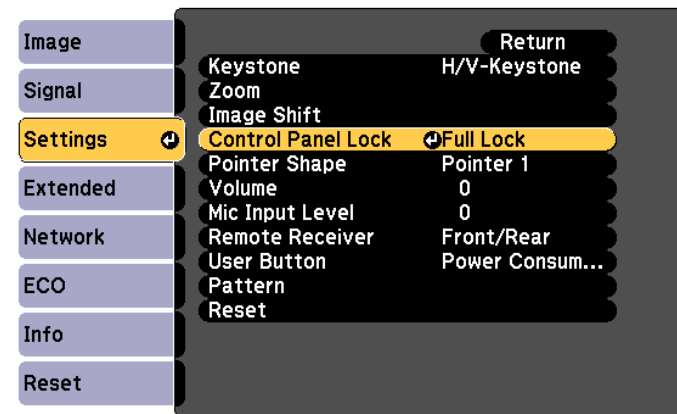 Image
Signal
Settings
Extended
Network
ECO
Info
Reset
Return
Keystone H/V-Keystone
Zoom
Image Shift
Control Panel Lock Full Lock
Pointer Shape Pointer 1
Volume 0
Mic Input Level 0
Remote Receiver Front/Rear
User Button Power Consum...
Pattern
Reset